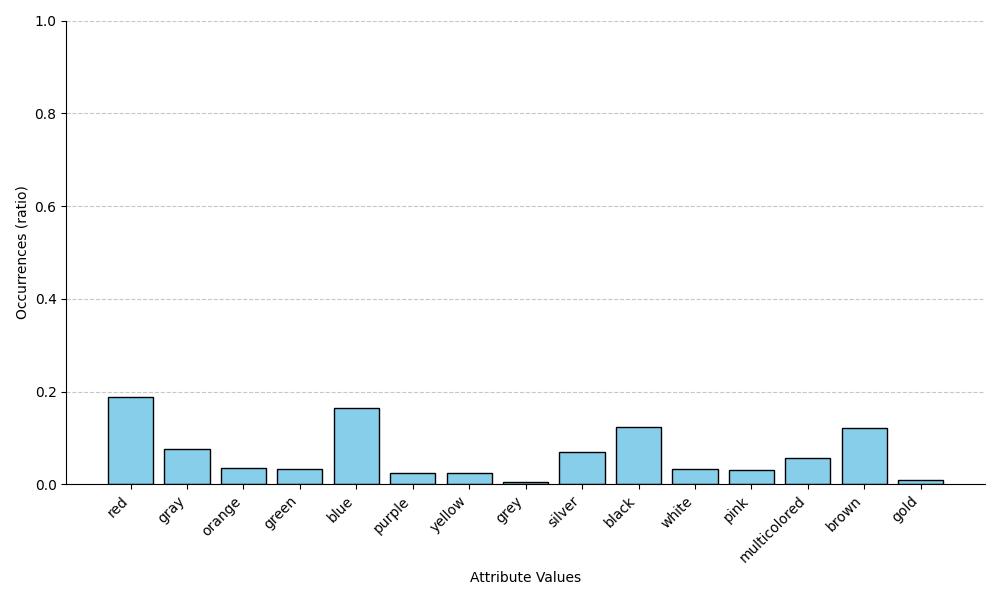 1.0
0.8
0.6
0.4
0.2
0.0
Occurrences (ratio)
red
gray
orange
green
blue
purple
yellow
grey
silver
black
white
pink
multicolored
brown
gold
Attribute Values